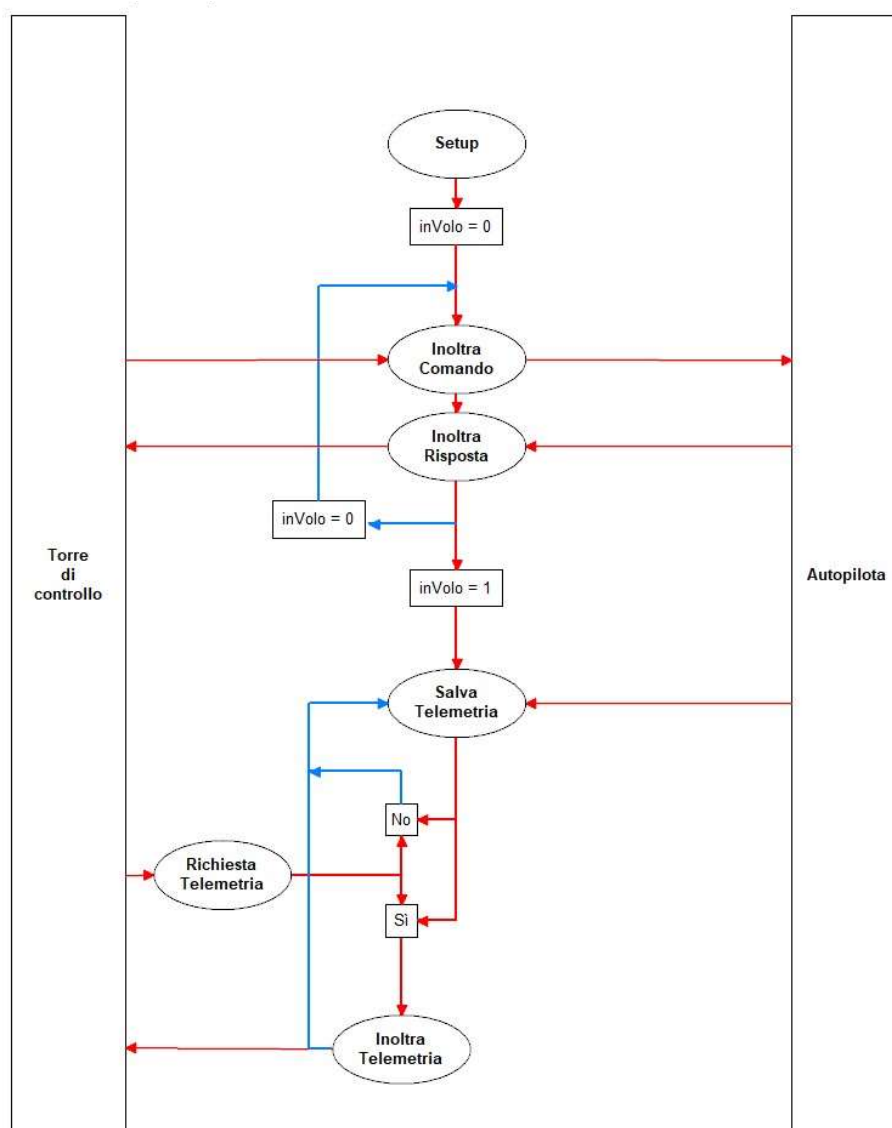 Setup
inVolo = 0
Inoltra
Comando
Inoltra
Risposta
inVolo = 0
Torre
di
controllo
inVolo = 1
Autopilota
Salva
Telemetria
No
Richiesta
Telemetria
Sì
Inoltra
Telemetria